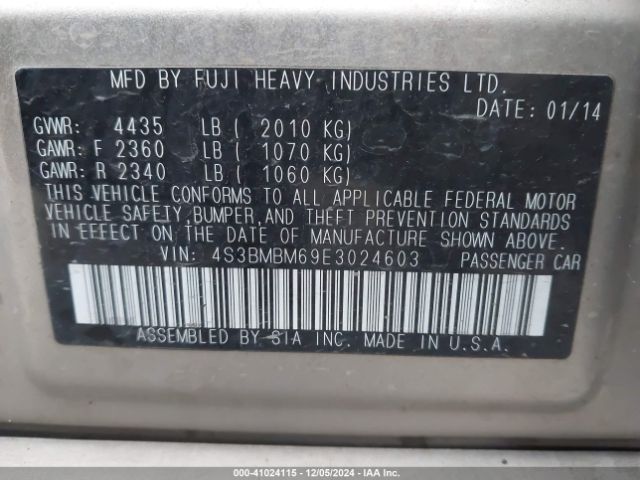 MFD BY FUJI HEAVY INDUSTRIES LTD.
DATE: 01/14
GVWR: 4435 LB ( 2010 KG)
GAWR: F 2360 LB ( 1070 KG)
GAWR: R 2340 LB ( 1060 KG)
THIS VEHICLE CONFORMS TO ALL APPLICABLE FEDERAL MOTOR
VEHICLE SAFETY, BUMPER, AND THEFT PREVENTION STANDARDS
IN EFFECT ON THE DATE OF MANUFACTURE SHOWN ABOVE.
VIN: 4S3BMBM69E3024603 PASSENGER CAR
ASSEMBLED BY SIA INC. MADE IN U.S.A.
000-41024115 - 12/05/2024 - IAA Inc.